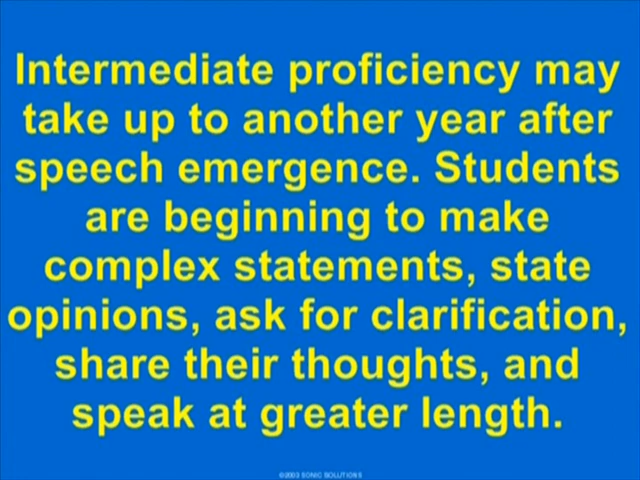 Intermediate proficiency may
take up to another year after
speech emergence. Students
are beginning to make
complex statements, state
opinions, ask for clarification,
share their thoughts, and
speak at greater length.
©2003 SONIC SOLUTIONS